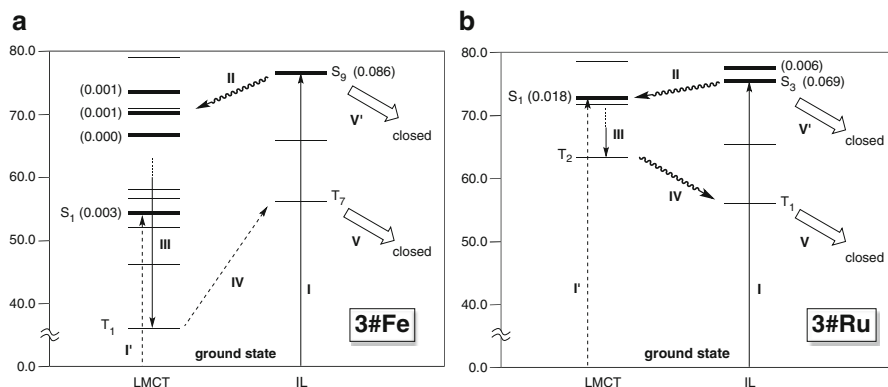 a
80.0
70.0
60.0
50.0
40.0
0.0
(0.001)
(0.001)
(0.000)
S1 (0.003)
T1
II
III
IV
I'
I
S9 (0.086)
V'
closed
T7
V
closed
3#Fe
ground state
LMCT
IL
b
80.0
70.0
60.0
50.0
40.0
0.0
S1 (0.018)
T2
II
III
IV
I'
I
(0.006)
S3 (0.069)
V'
closed
T1
V
closed
3#Ru
ground state
LMCT
IL